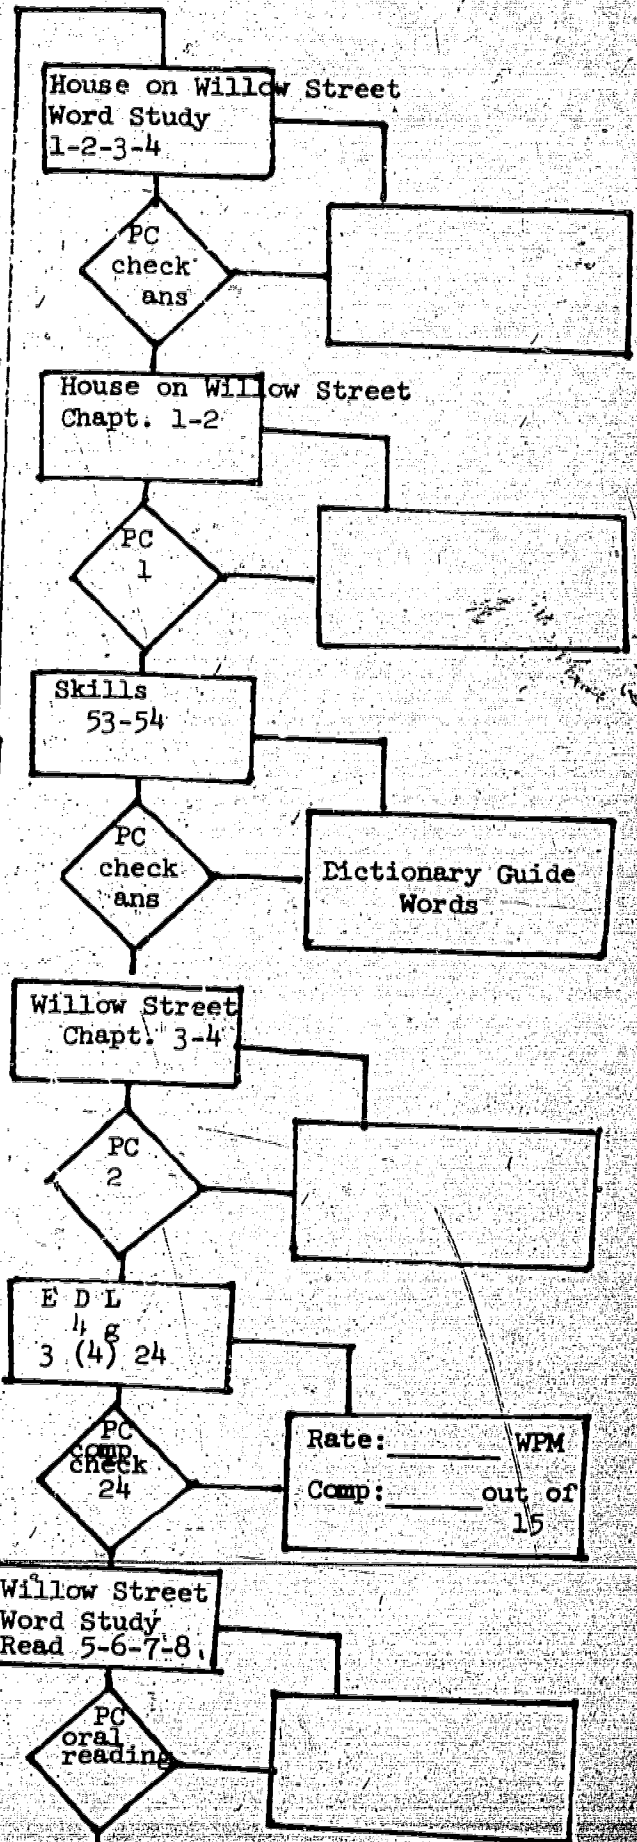 House on Willow Street
Word Study
1-2-3-4
PC
check
ans
House on Willow Street
Chapt. 1-2
PC
1
Skills
53-54
PC
check
ans
Dictionary Guide
Words
Willow Street
Chapt. 3-4
PC
2
E D L
4 g
3 (4) 24
PC
comp
check
24
Rate:________ WPM
Comp:_______out of
15
Willow Street
Word Study
Read 5-6-7-8
PC
oral
reading